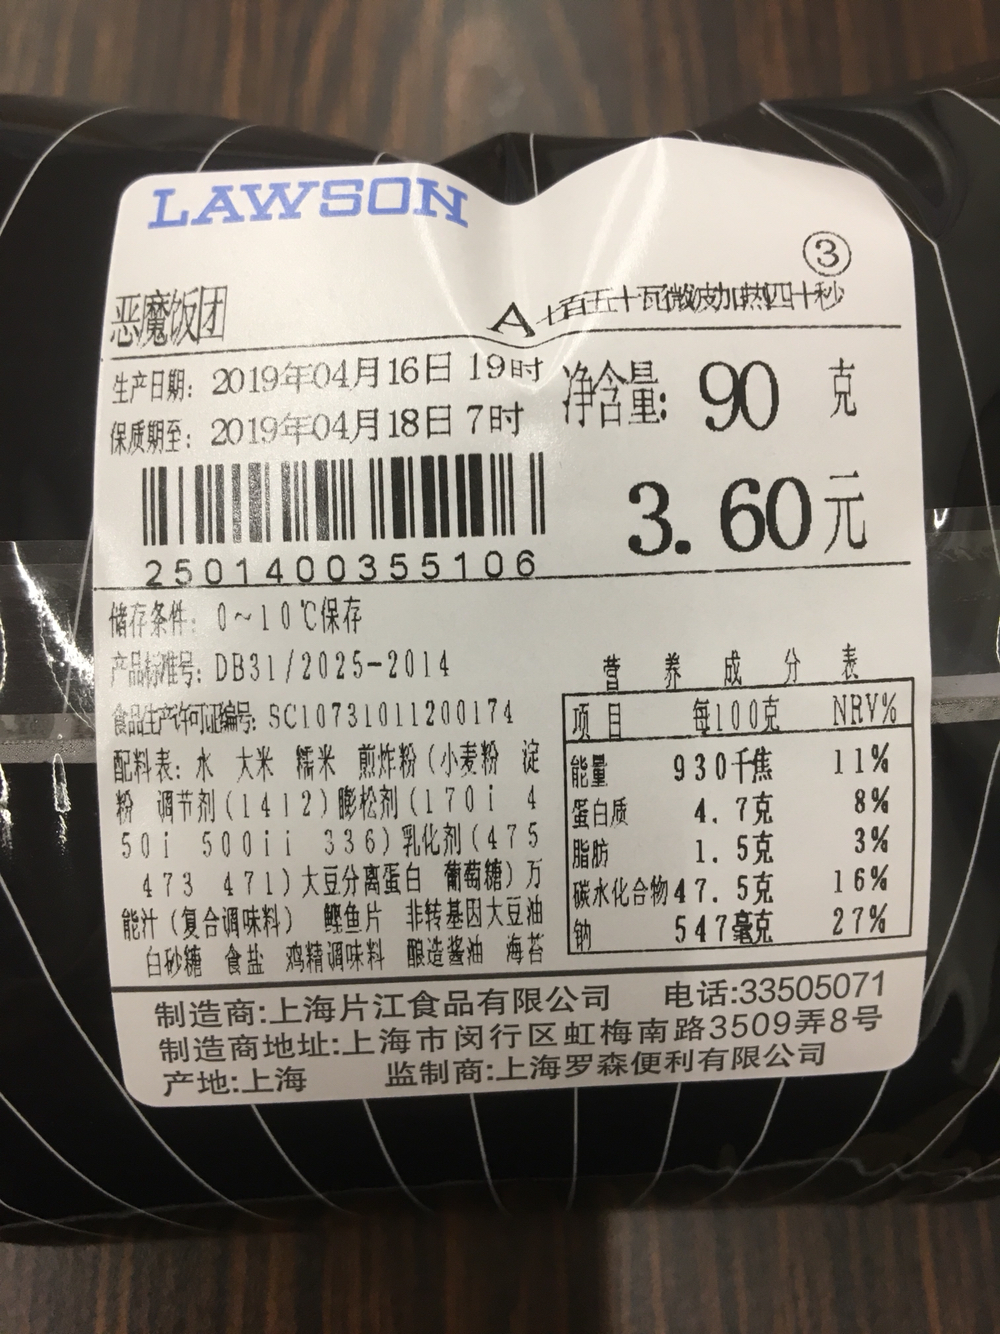 LAWSON
③
恶魔饭团
A 七百五十瓦微波加热四十秒
生产日期: 2019年04月16日 19时
保质期至: 2019年04月18日 7时
净含量: 90 克
3.60元
2501400355106
储存条件: 0~10℃保存
产品标准号: DB31/2025-2014
食品生产许可证编号: SC10731011200174
配料表: 水 大米 糯米 煎炸粉(小麦粉 淀
粉 调节剂(1412)膨松剂(170i 4
50i 500ii 336)乳化剂(475
473 471)大豆分离蛋白 葡萄糖)万
能汁(复合调味料) 鲣鱼片 非转基因大豆油
白砂糖 食盐 鸡精调味料 酿造酱油 海苔
营养成分表
项目 每100克 NRV%
能量 930千焦 11%
蛋白质 4.7克 8%
脂肪 1.5克 3%
碳水化合物 47.5克 16%
钠 547毫克 27%
制造商:上海片江食品有限公司 电话:33505071
制造商地址:上海市闵行区虹梅南路3509弄8号
产地:上海 监制商:上海罗森便利有限公司